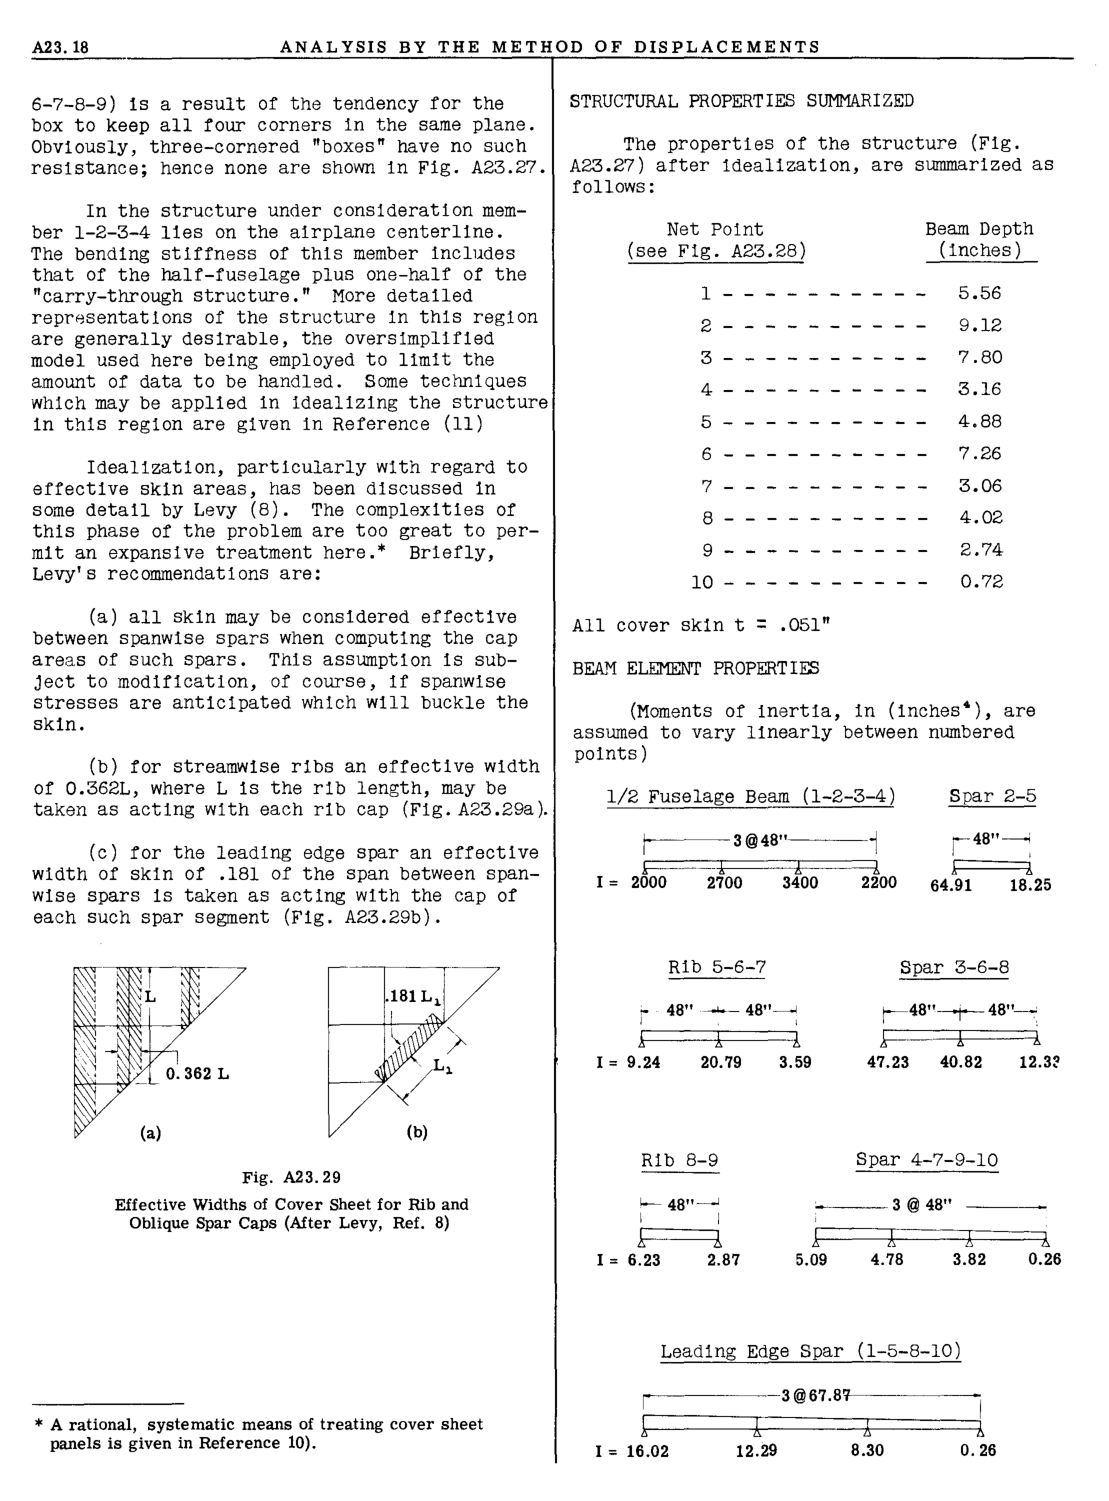 A23.18
ANALYSIS BY THE METHOD OF DISPLACEMENTS
6-7-8-9) is a result of the tendency for the
box to keep all four corners in the same plane.
Obviously, three-cornered "boxes" have no such
resistance; hence none are shown in Fig. A23.27.
In the structure under consideration mem-
ber 1-2-3-4 lies on the airplane centerline.
The bending stiffness of this member includes
that of the half-fuselage plus one-half of the
"carry-through structure." More detailed
representations of the structure in this region
are generally desirable, the oversimplified
model used here being employed to limit the
amount of data to be handled. Some techniques
which may be applied in idealizing the structure
in this region are given in Reference (11)
Idealization, particularly with regard to
effective skin areas, has been discussed in
some detail by Levy (8). The complexities of
this phase of the problem are too great to per-
mit an expansive treatment here.* Briefly,
Levy's recommendations are:
(a) all skin may be considered effective
between spanwise spars when computing the cap
areas of such spars. This assumption is sub-
ject to modification, of course, if spanwise
stresses are anticipated which will buckle the
skin.
(b) for streamwise ribs an effective width
of 0.362L, where L is the rib length, may be
taken as acting with each rib cap (Fig. A23.29a).
(c) for the leading edge spar an effective
width of skin of .181 of the span between span-
wise spars is taken as acting with the cap of
each such spar segment (Fig. A23.29b).
L
0.362 L
(a)
.181 L₁
L₁
(b)
Fig. A23.29
Effective Widths of Cover Sheet for Rib and
Oblique Spar Caps (After Levy, Ref. 8)
* A rational, systematic means of treating cover sheet
panels is given in Reference 10).
STRUCTURAL PROPERTIES SUMMARIZED
The properties of the structure (Fig.
A23.27) after idealization, are summarized as
follows:
Net Point Beam Depth
(see Fig. A23.28) (inches)
1 - - - - - - - - - - 5.56
2 - - - - - - - - - - 9.12
3 - - - - - - - - - - 7.80
4 - - - - - - - - - - 3.16
5 - - - - - - - - - - 4.88
6 - - - - - - - - - - 7.26
7 - - - - - - - - - - 3.06
8 - - - - - - - - - - 4.02
9 - - - - - - - - - - 2.74
10 - - - - - - - - - - 0.72
All cover skin t = .051"
BEAM ELEMENT PROPERTIES
(Moments of inertia, in (inches⁴), are
assumed to vary linearly between numbered
points)
1/2 Fuselage Beam (1-2-3-4) Spar 2-5
3 @ 48" 48"
I = 2000 2700 3400 2200 64.91 18.25
Rib 5-6-7 Spar 3-6-8
48" 48" 48" 48"
I = 9.24 20.79 3.59 47.23 40.82 12.33
Rib 8-9 Spar 4-7-9-10
48" 3 @ 48"
I = 6.23 2.87 5.09 4.78 3.82 0.26
Leading Edge Spar (1-5-8-10)
3 @ 67.87
I = 16.02 12.29 8.30 0.26